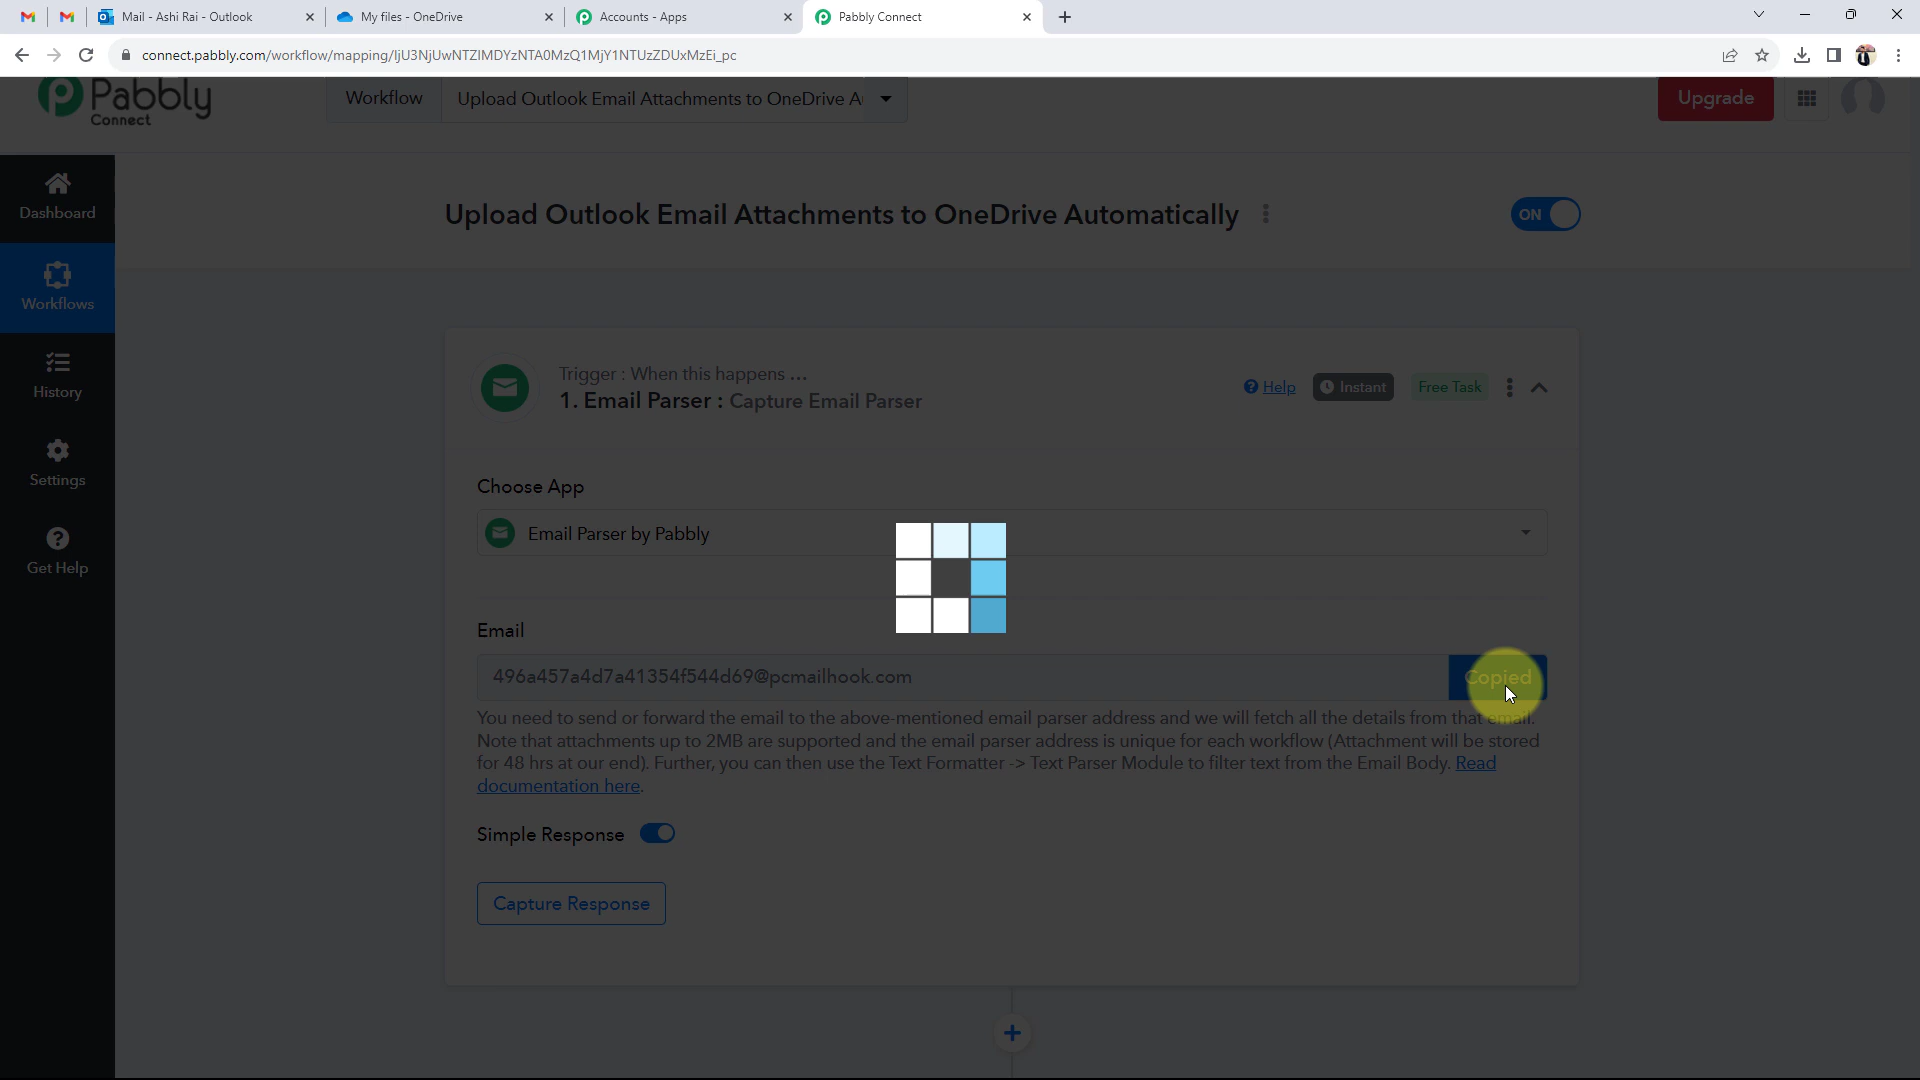 Mail - Ashi Rai - Outlook
My files - OneDrive
Accounts - Apps
Pabbly Connect
connect.pabbly.com/workflow/mapping/IjU3NjUwNTZlMDYzNTA0MzQ1MjY1NTUzZDUxMzEi_pc
Pabbly
Connect
Workflow
Upload Outlook Email Attachments to OneDrive A
Upgrade
Dashboard
Workflows
History
Settings
Get Help
Upload Outlook Email Attachments to OneDrive Automatically
ON
Trigger : When this happens ...
1. Email Parser : Capture Email Parser
Help
Instant
Free Task
Choose App
Email Parser by Pabbly
Email
496a457a4d7a41354f544d69@pcmailhook.com
Copied
You need to send or forward the email to the above-mentioned email parser address and we will fetch all the details from that email.
Note that attachments up to 2MB are supported and the email parser address is unique for each workflow (Attachment will be stored
for 48 hrs at our end). Further, you can then use the Text Formatter -> Text Parser Module to filter text from the Email Body. Read
documentation here.
Simple Response
Capture Response